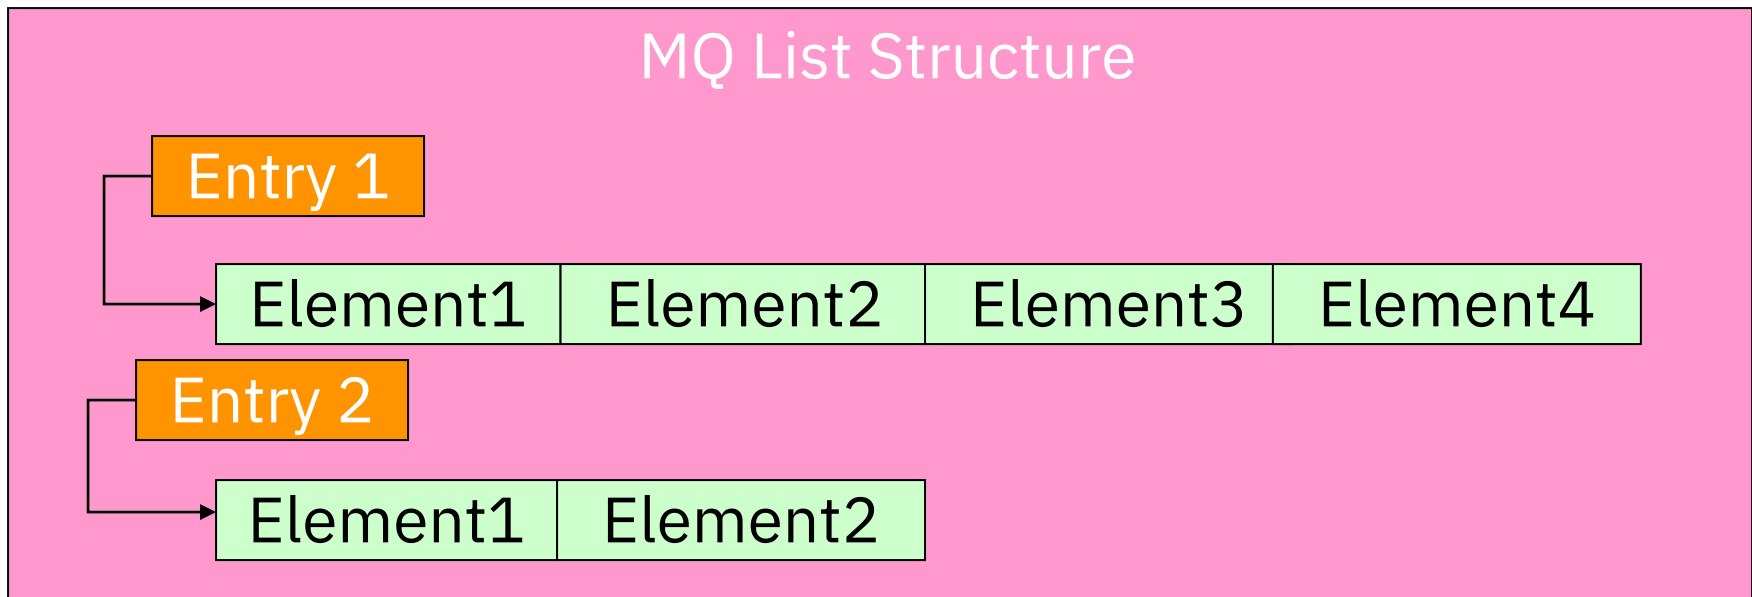 MQ List Structure
Entry 1
Element1 Element2 Element3 Element4
Entry 2
Element1 Element2